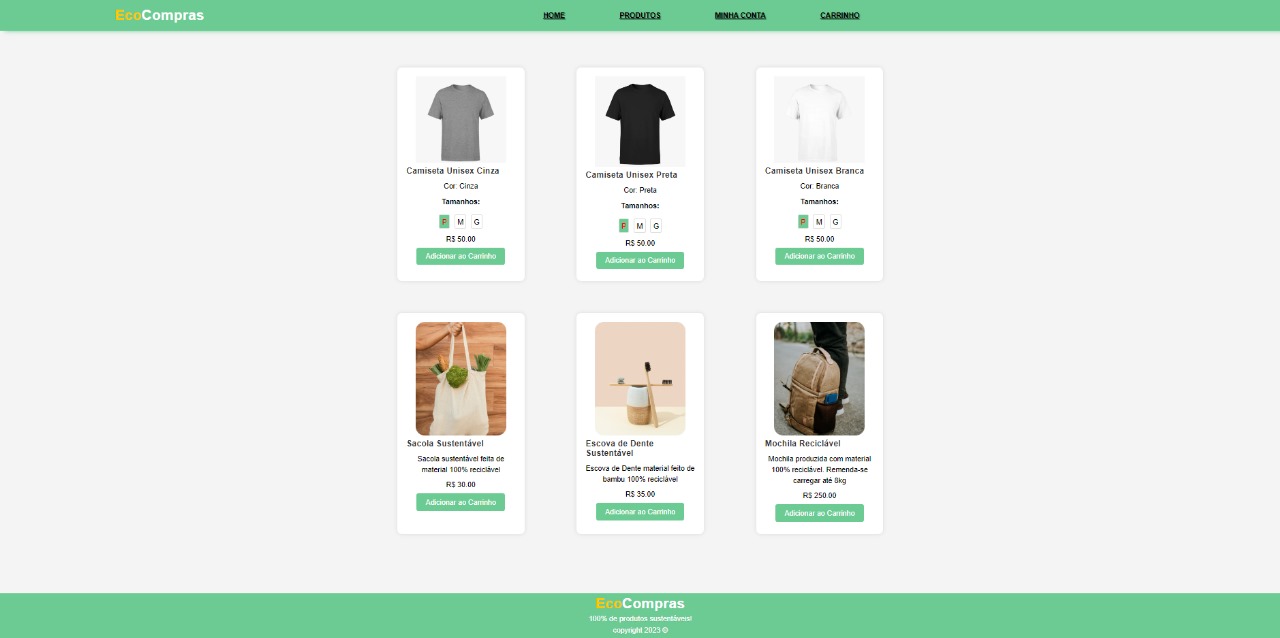 EcoCompras
HOME PRODUTOS MINHA CONTA CARRINHO
Camiseta Unisex Cinza
Cor: Cinza
Tamanhos:
P M G
R$ 50.00
Adicionar ao Carrinho
Camiseta Unisex Preta
Cor: Preta
Tamanhos:
P M G
R$ 50.00
Adicionar ao Carrinho
Camiseta Unisex Branca
Cor: Branca
Tamanhos:
P M G
R$ 50.00
Adicionar ao Carrinho
Sacola Sustentável
Sacola sustentável feita de
material 100% reciclável
R$ 30.00
Adicionar ao Carrinho
Escova de Dente
Sustentável
Escova de Dente material feito de
bambu 100% reciclável
R$ 35.00
Adicionar ao Carrinho
Mochila Reciclável
Mochila produzida com material
100% reciclável. Remenda-se
carregar até 8kg
R$ 250.00
Adicionar ao Carrinho
EcoCompras
100% de produtos sustentáveis!
copyright 2023 ©